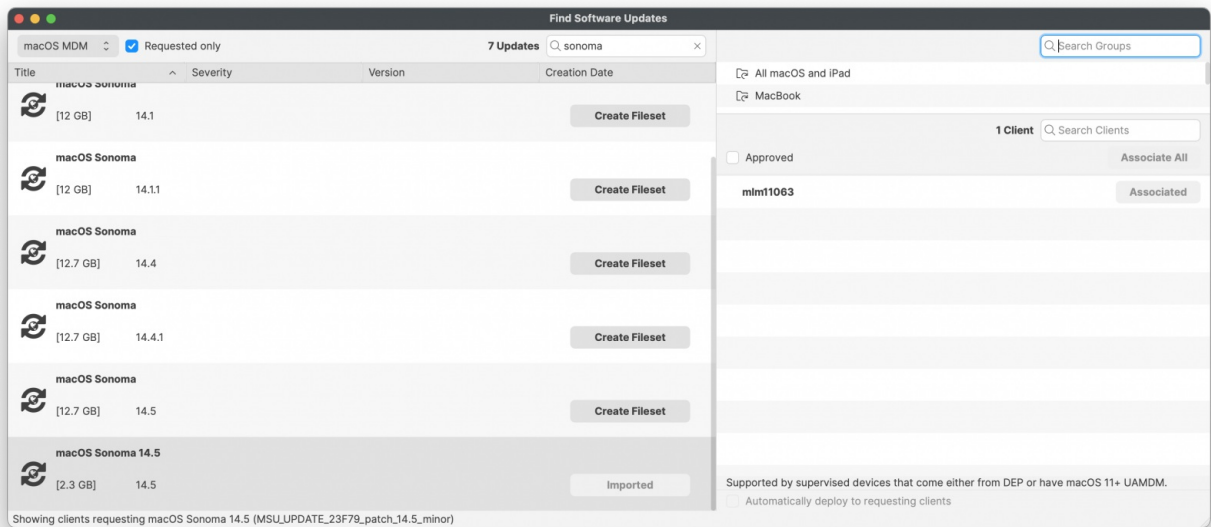 Find Software Updates
macOS MDM
Requested only
7 Updates
sonoma
Search Groups
Title
Severity
Version
Creation Date
All macOS and iPad
MacBook
macOS Sonoma
[12 GB] 14.1
Create Fileset
1 Client
Search Clients
Approved
Associate All
macOS Sonoma
[12 GB] 14.1.1
Create Fileset
mlm11063
Associated
macOS Sonoma
[12.7 GB] 14.4
Create Fileset
macOS Sonoma
[12.7 GB] 14.4.1
Create Fileset
macOS Sonoma
[12.7 GB] 14.5
Create Fileset
macOS Sonoma 14.5
[2.3 GB] 14.5
Imported
Supported by supervised devices that come either from DEP or have macOS 11+ UAMDM.
Automatically deploy to requesting clients
Showing clients requesting macOS Sonoma 14.5 (MSU_UPDATE_23F79_patch_14.5_minor)